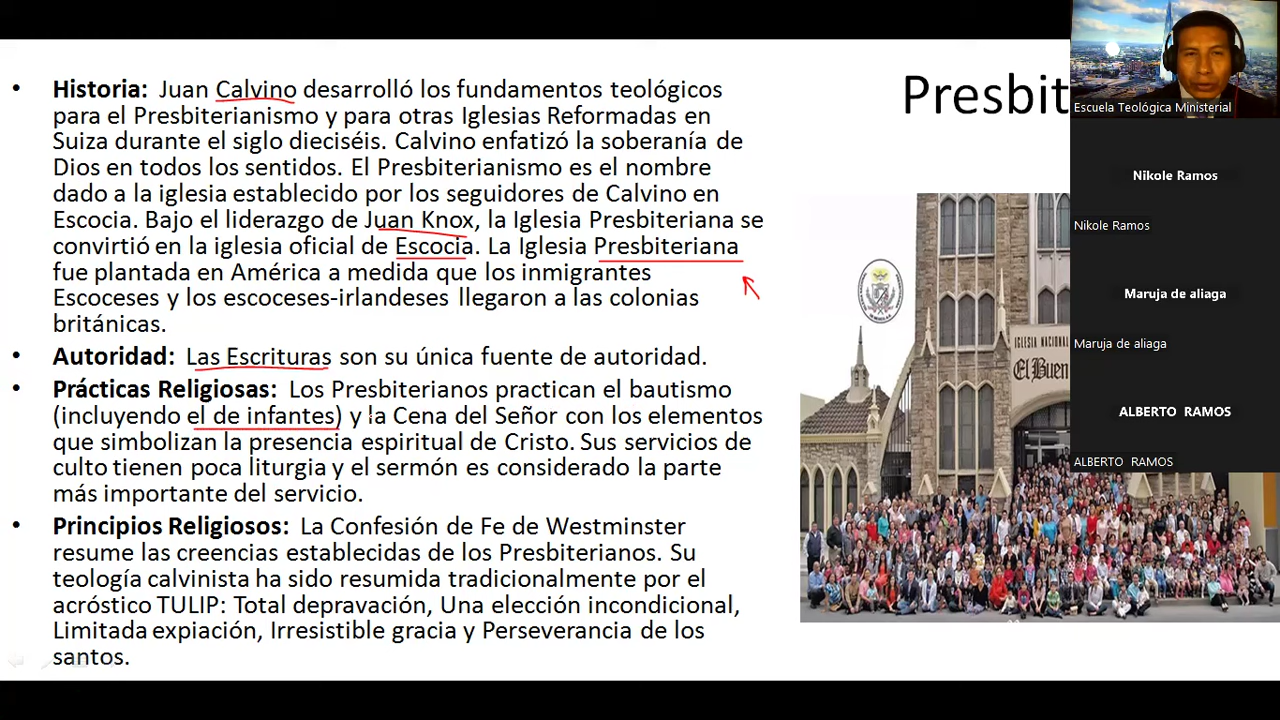 Presbit
• Historia: Juan Calvino desarrolló los fundamentos teológicos
para el Presbiterianismo y para otras Iglesias Reformadas en
Suiza durante el siglo dieciséis. Calvino enfatizó la soberanía de
Dios en todos los sentidos. El Presbiterianismo es el nombre
dado a la iglesia establecido por los seguidores de Calvino en
Escocia. Bajo el liderazgo de Juan Knox, la Iglesia Presbiteriana se
convirtió en la iglesia oficial de Escocia. La Iglesia Presbiteriana
fue plantada en América a medida que los inmigrantes
Escoceses y los escoceses-irlandeses llegaron a las colonias
británicas.
• Autoridad: Las Escrituras son su única fuente de autoridad.
• Prácticas Religiosas: Los Presbiterianos practican el bautismo
(incluyendo el de infantes) y la Cena del Señor con los elementos
que simbolizan la presencia espiritual de Cristo. Sus servicios de
culto tienen poca liturgia y el sermón es considerado la parte
más importante del servicio.
• Principios Religiosos: La Confesión de Fe de Westminster
resume las creencias establecidas de los Presbiterianos. Su
teología calvinista ha sido resumida tradicionalmente por el
acróstico TULIP: Total depravación, Una elección incondicional,
Limitada expiación, Irresistible gracia y Perseverancia de los
santos.
IGLESIA NACIONAL
El Buen
Escuela Teológica Ministerial
Nikole Ramos
Nikole Ramos
Maruja de aliaga
Maruja de aliaga
ALBERTO RAMOS
ALBERTO RAMOS